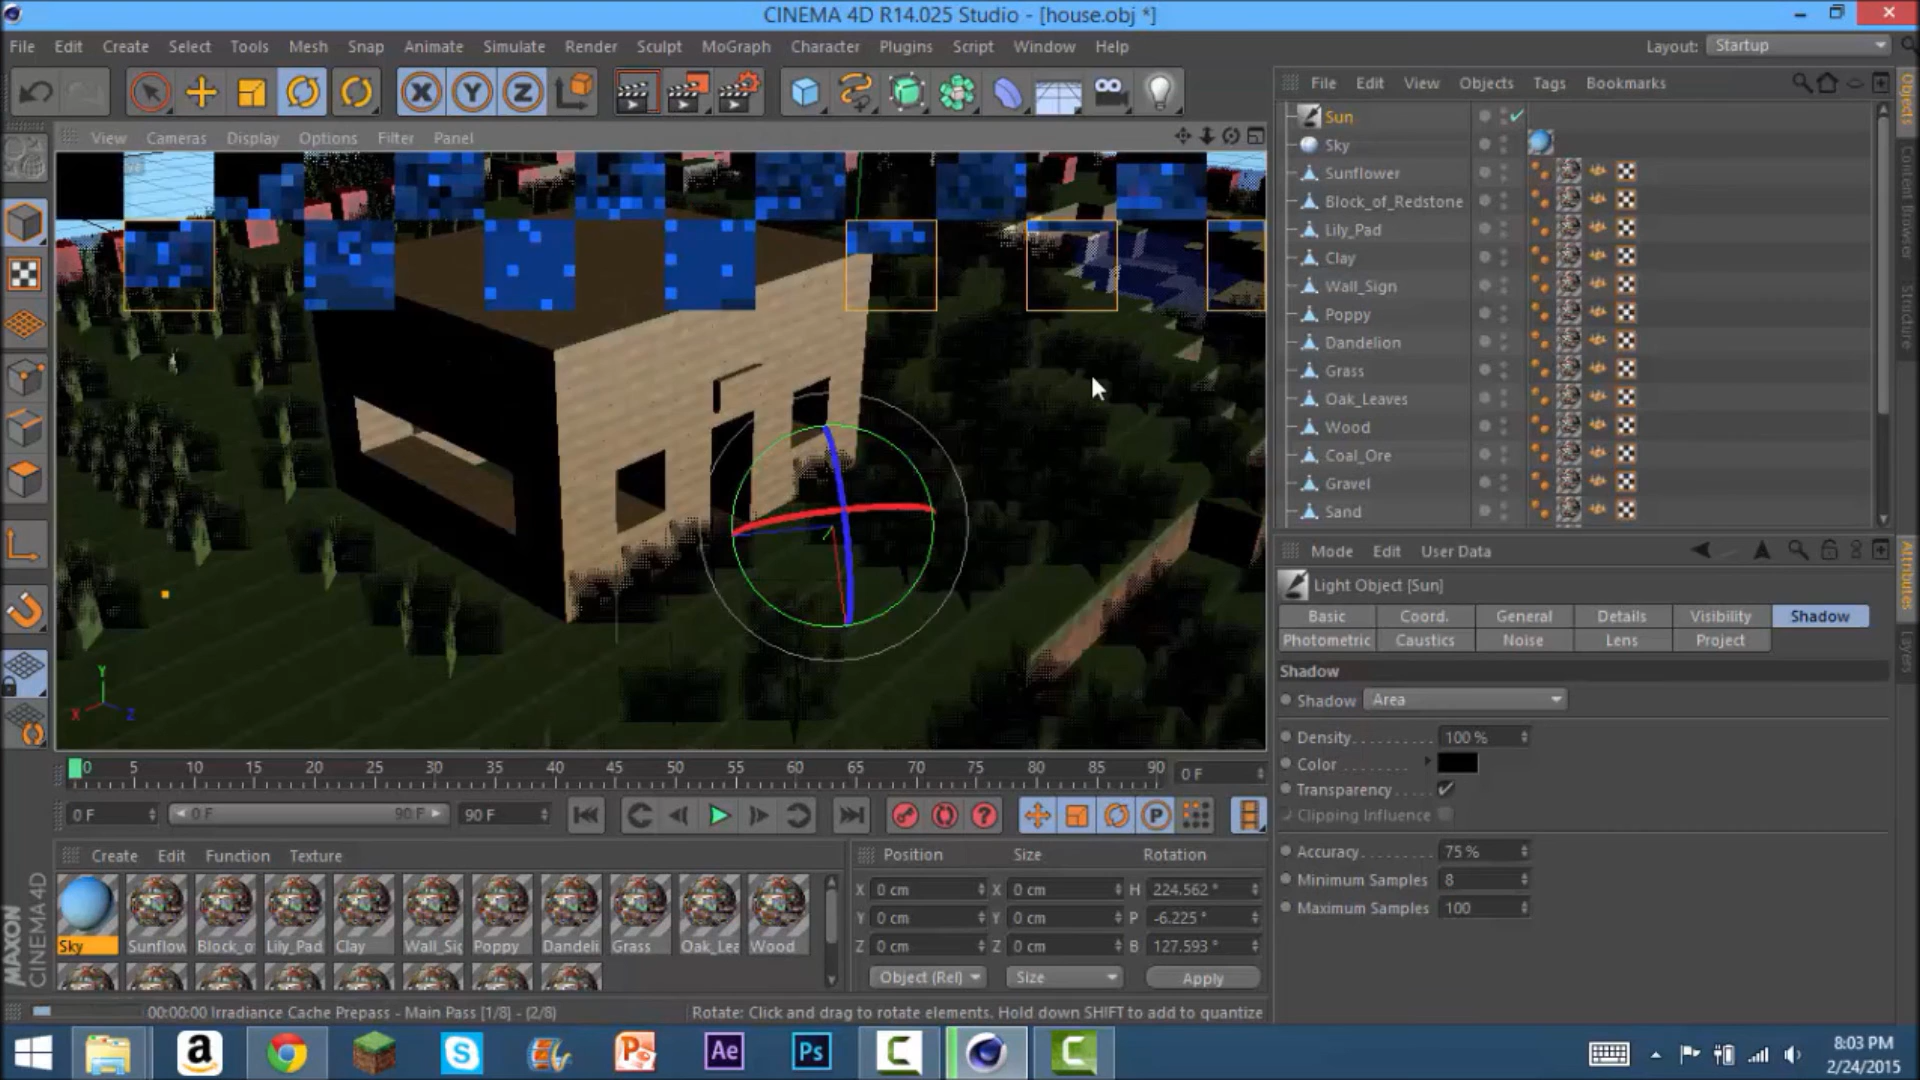 CINEMA 4D R14.025 Studio - [house.obj *]
File Edit Create Select Tools Mesh Snap Animate Simulate Render Sculpt MoGraph Character Plugins Script Window Help
Layout: Startup
X Y Z
View Cameras Display Options Filter Panel
File Edit View Objects Tags Bookmarks
Sun
Sky
Sunflower
Block_of_Redstone
Lily_Pad
Clay
Wall_Sign
Poppy
Dandelion
Grass
Oak_Leaves
Wood
Coal_Ore
Gravel
Sand
Objects
Content Browser
Structure
Mode Edit User Data
Light Object [Sun]
Basic Coord. General Details Visibility Shadow
Photometric Caustics Noise Lens Project
Shadow
Shadow Area
Density 100 %
Color
Transparency
Clipping Influence
Accuracy 75 %
Minimum Samples 8
Maximum Samples 100
Attributes
Layers
Y
X Z
0 5 10 15 20 25 30 35 40 45 50 55 60 65 70 75 80 85 90 0 F
0 F 0 F 90 F 90 F P
Create Edit Function Texture
Sky Sunflow Block_o Lily_Pad Clay Wall_Sig Poppy Dandeli Grass Oak_Lea Wood
Position Size Rotation
X 0 cm X 0 cm H 224.562 °
Y 0 cm Y 0 cm P -6.225 °
Z 0 cm Z 0 cm B 127.593 °
Object (Rel) Size Apply
MAXON
CINEMA 4D
00:00:00 Irradiance Cache Prepass - Main Pass [1/8] - (2/8)
Rotate: Click and drag to rotate elements. Hold down SHIFT to add to quantize
Ae Ps
8:03 PM
2/24/2015